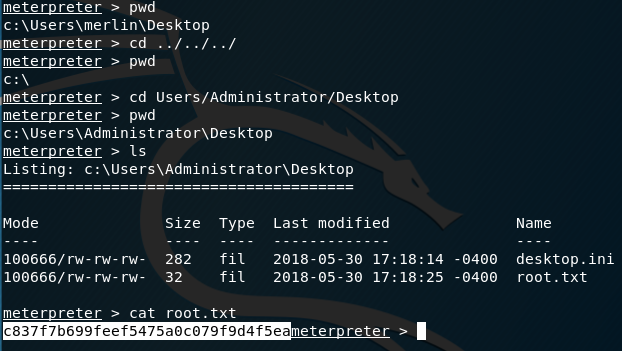 meterpreter > pwd
c:\Users\merlin\Desktop
meterpreter > cd ../../../
meterpreter > pwd
c:\
meterpreter > cd Users/Administrator/Desktop
meterpreter > pwd
c:\Users\Administrator\Desktop
meterpreter > ls
Listing: c:\Users\Administrator\Desktop
=======================================
Mode Size Type Last modified Name
---- ---- ---- ------------- ----
100666/rw-rw-rw- 282 fil 2018-05-30 17:18:14 -0400 desktop.ini
100666/rw-rw-rw- 32 fil 2018-05-30 17:18:25 -0400 root.txt
meterpreter > cat root.txt
c837f7b699feef5475a0c079f9d4f5eameterpreter >